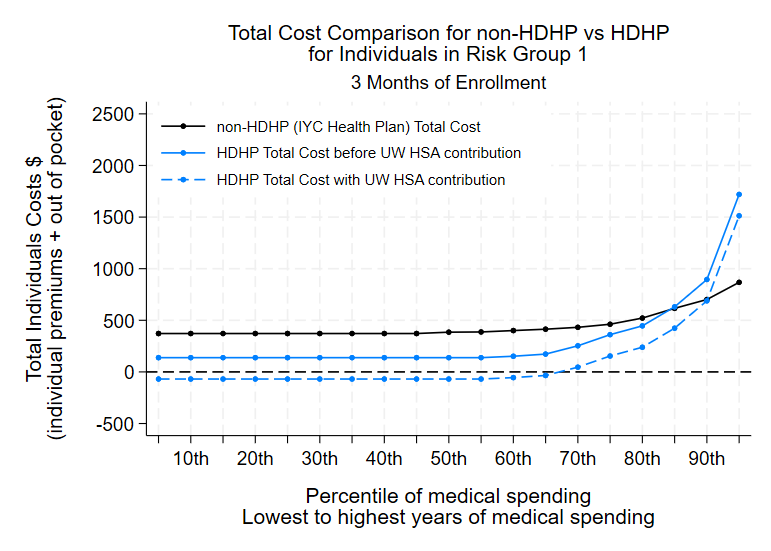 Total Cost Comparison for non-HDHP vs HDHP
for Individuals in Risk Group 1
3 Months of Enrollment
Total Individuals Costs $
(individual premiums + out of pocket)
2500
2000
1500
1000
500
0
-500
non-HDHP (IYC Health Plan) Total Cost
HDHP Total Cost before UW HSA contribution
HDHP Total Cost with UW HSA contribution
10th 20th 30th 40th 50th 60th 70th 80th 90th
Percentile of medical spending
Lowest to highest years of medical spending